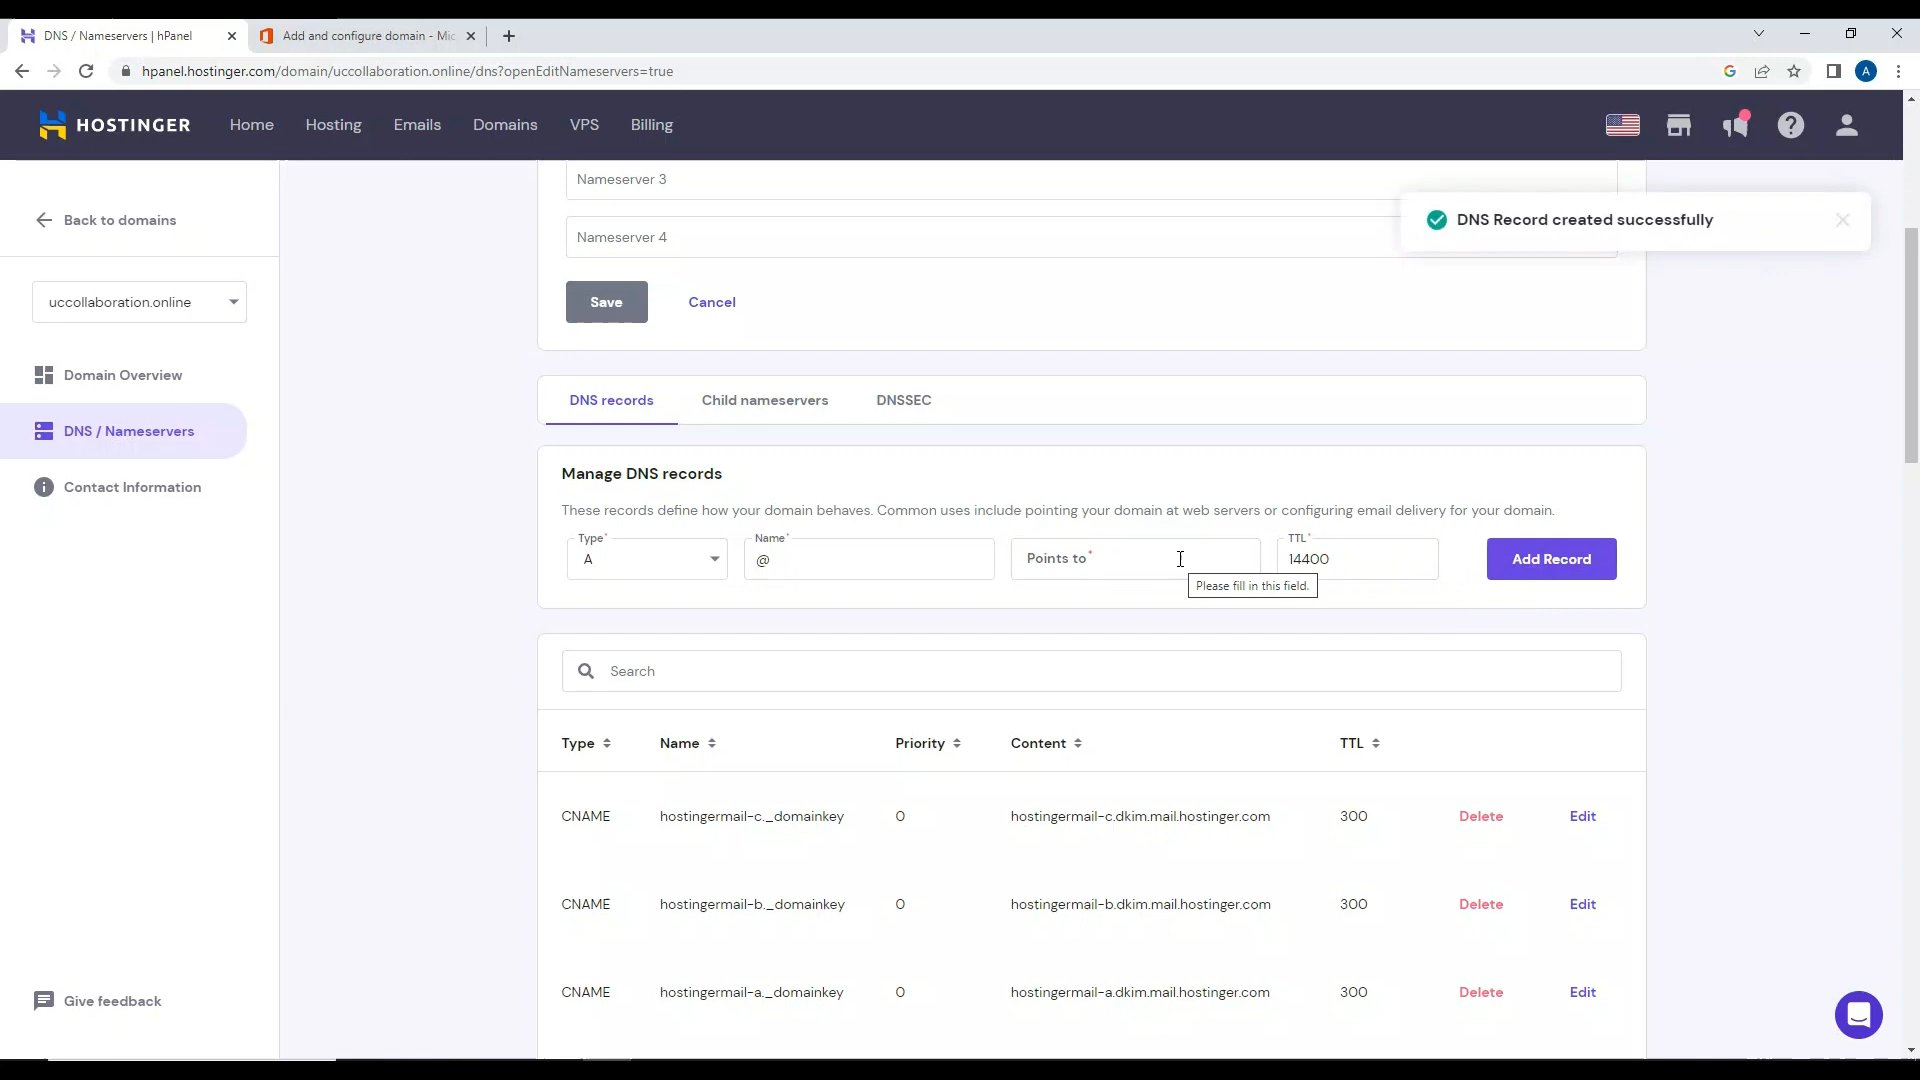 DNS / Nameservers | hPanel
Add and configure domain - Mic
hpanel.hostinger.com/domain/uccollaboration.online/dns?openEditNameservers=true
A
HOSTINGER
Home
Hosting
Emails
Domains
VPS
Billing
Back to domains
uccollaboration.online
Domain Overview
DNS / Nameservers
Contact Information
Give feedback
Nameserver 3
DNS Record created successfully
Nameserver 4
Save
Cancel
DNS records
Child nameservers
DNSSEC
Manage DNS records
These records define how your domain behaves. Common uses include pointing your domain at web servers or configuring email delivery for your domain.
Type*
A
Name*
@
Points to*
TTL*
14400
Add Record
Please fill in this field.
Search
Type Name Priority Content TTL
CNAME hostingermail-c._domainkey 0 hostingermail-c.dkim.mail.hostinger.com 300 Delete Edit
CNAME hostingermail-b._domainkey 0 hostingermail-b.dkim.mail.hostinger.com 300 Delete Edit
CNAME hostingermail-a._domainkey 0 hostingermail-a.dkim.mail.hostinger.com 300 Delete Edit